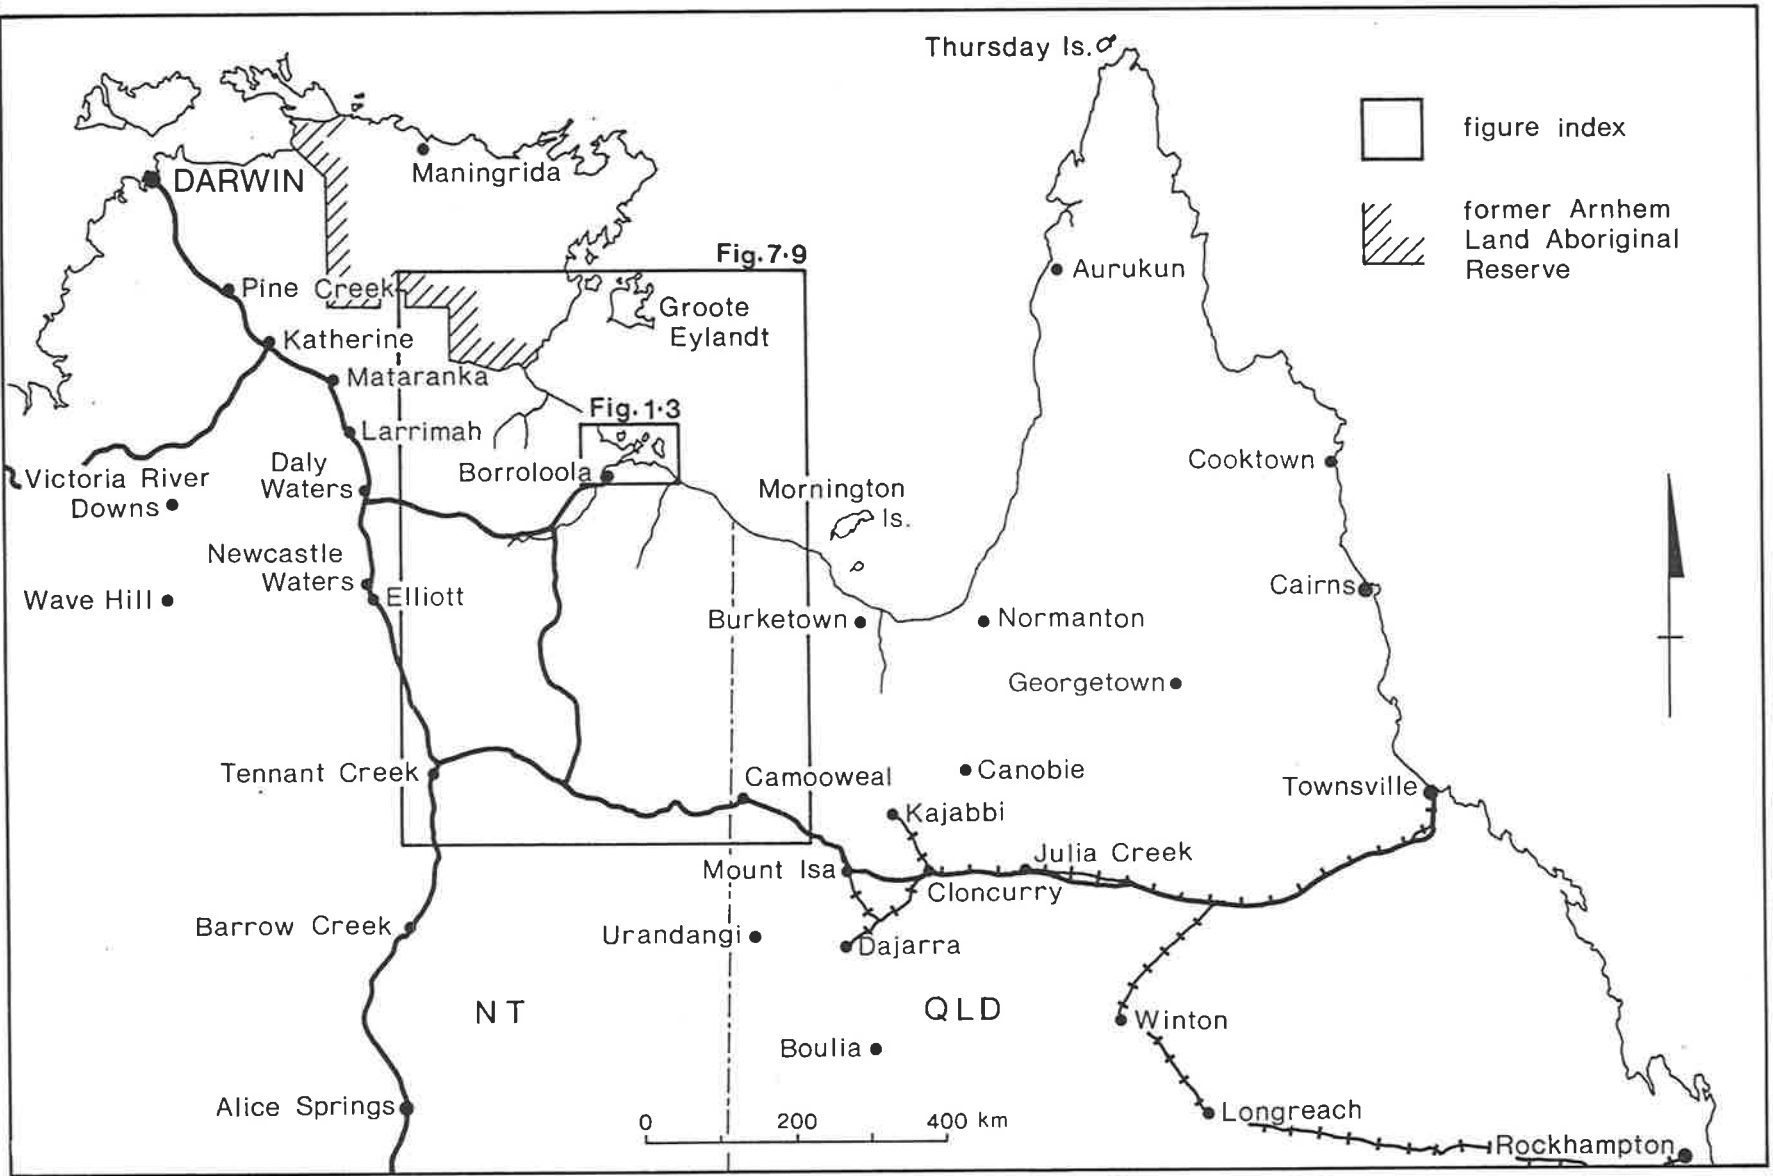 Thursday Is.
figure index
former Arnhem
Land Aboriginal
Reserve
Maningrida
DARWIN
Fig. 7·9
Aurukun
Pine Creek
Groote
Eylandt
Katherine
Mataranka
Fig. 1·3
Larrimah
Daly
Waters
Borroloola
Cooktown
Victoria River
Downs
Mornington
Is.
Newcastle
Waters
Elliott
Wave Hill
Cairns
Burketown
Normanton
Georgetown
Tennant Creek
Camooweal
Canobie
Townsville
Kajabbi
Julia Creek
Mount Isa
Cloncurry
Barrow Creek
Urandangi
Dajarra
NT
QLD
Winton
Boulia
Alice Springs
0 200 400 km
Longreach
Rockhampton